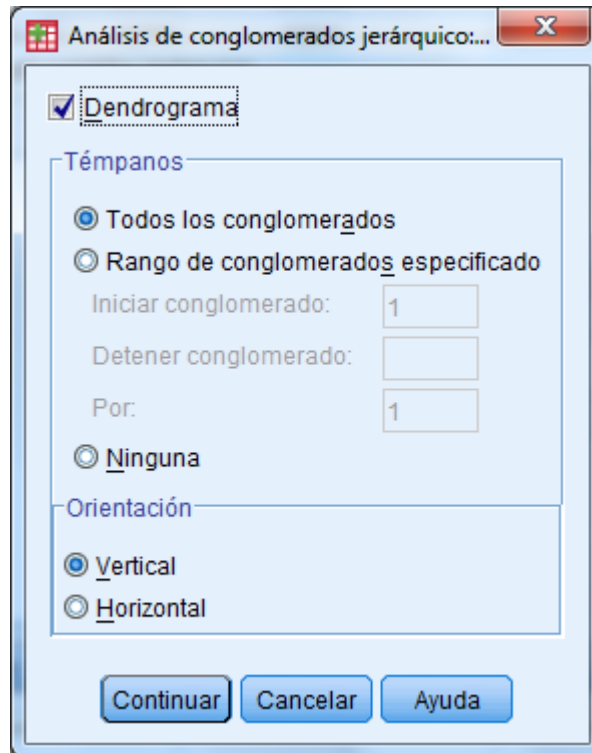 Análisis de conglomerados jerárquico:...
Dendrograma
Témpanos
Todos los conglomerados
Rango de conglomerados especificado
Iniciar conglomerado: 1
Detener conglomerado:
Por: 1
Ninguna
Orientación
Vertical
Horizontal
Continuar Cancelar Ayuda